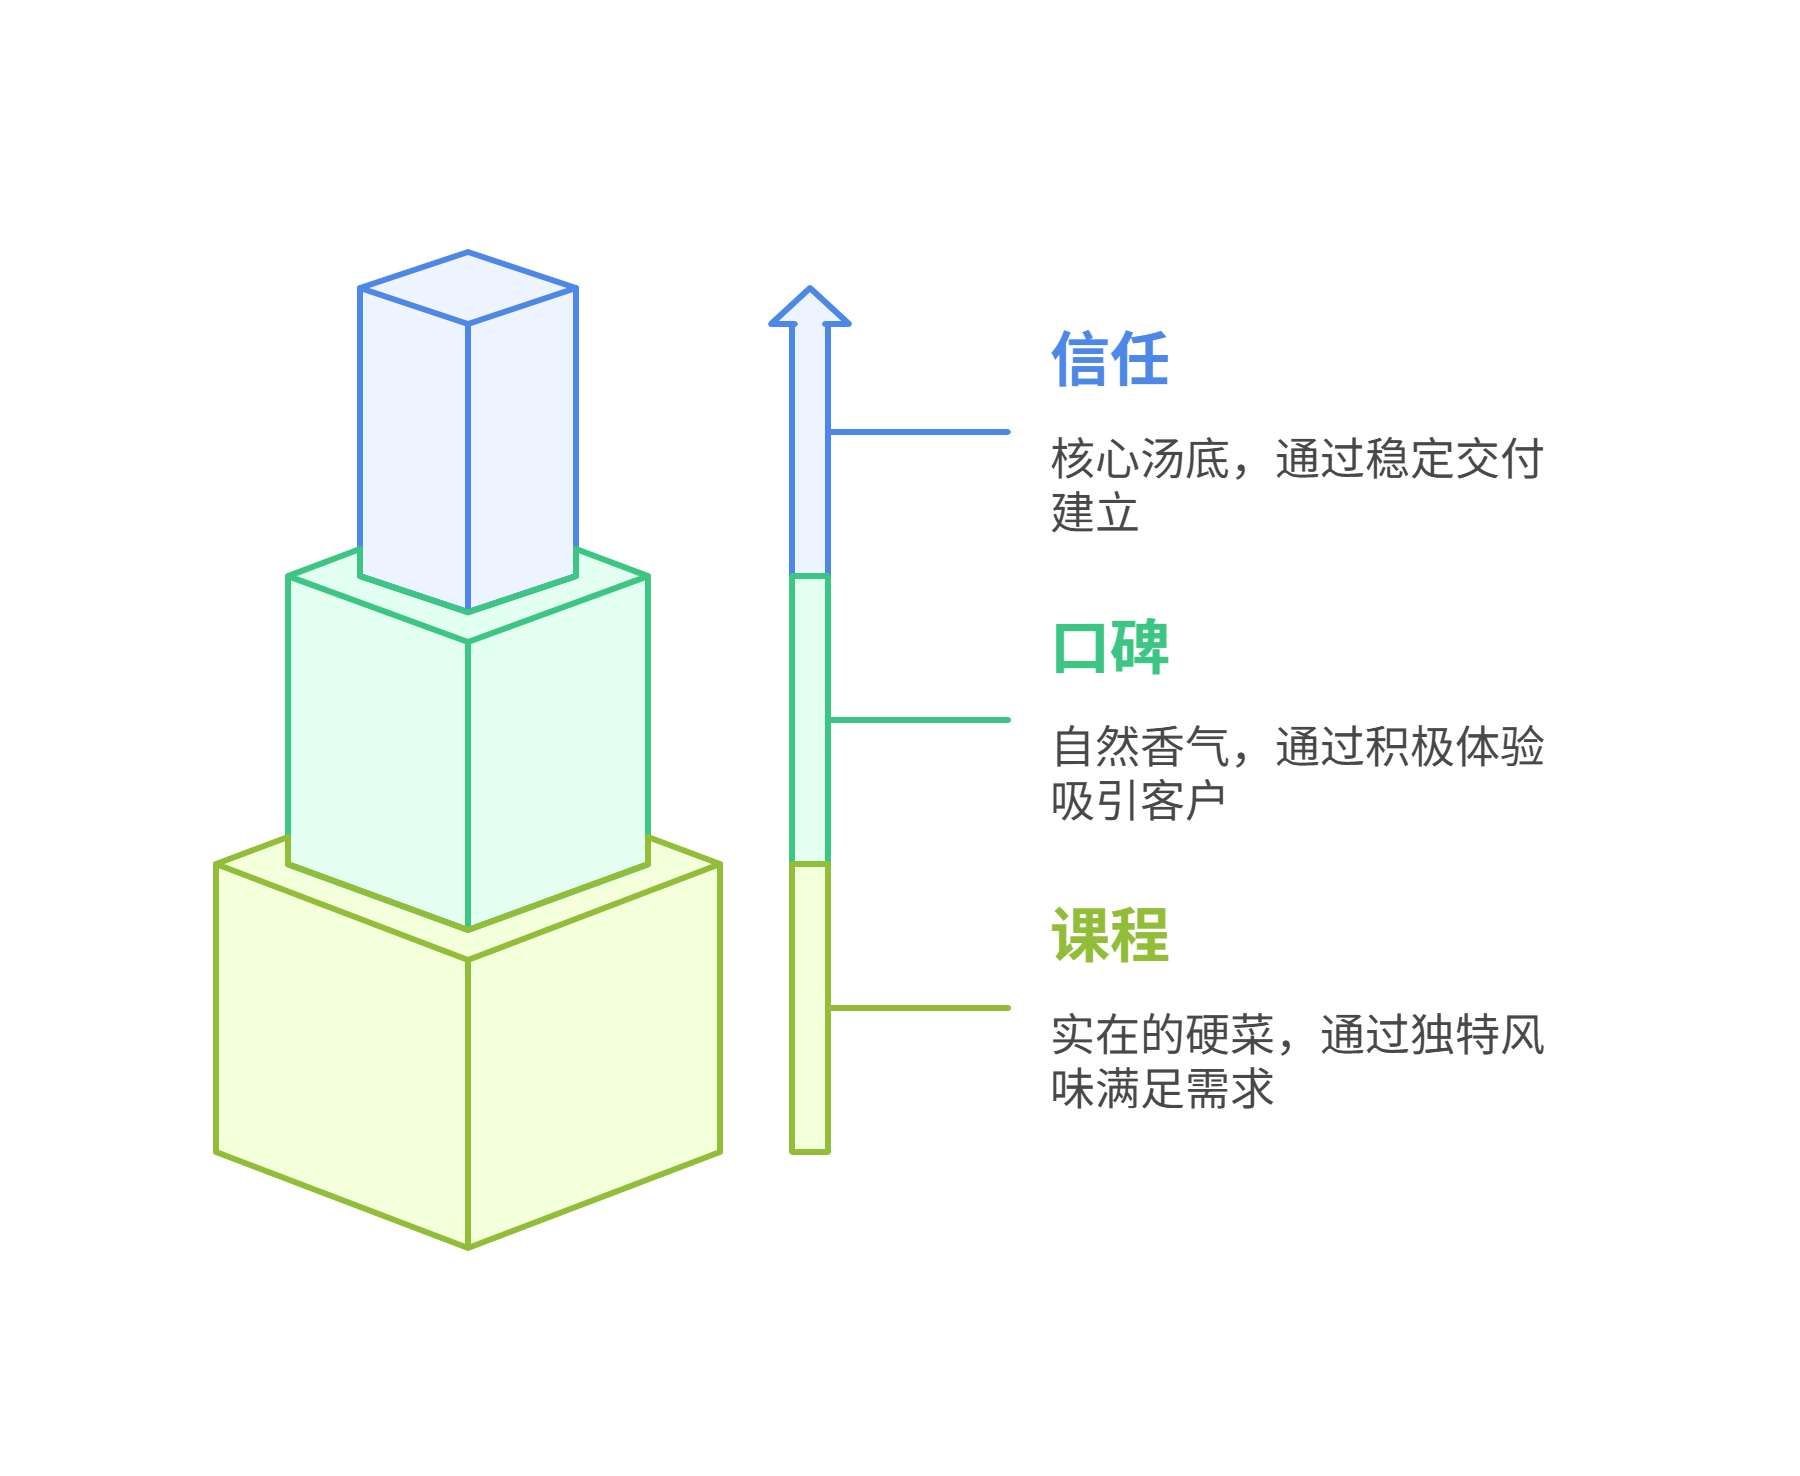 信任
核心汤底，通过稳定交付
建立
口碑
自然香气，通过积极体验
吸引客户
课程
实在的硬菜，通过独特风
味满足需求